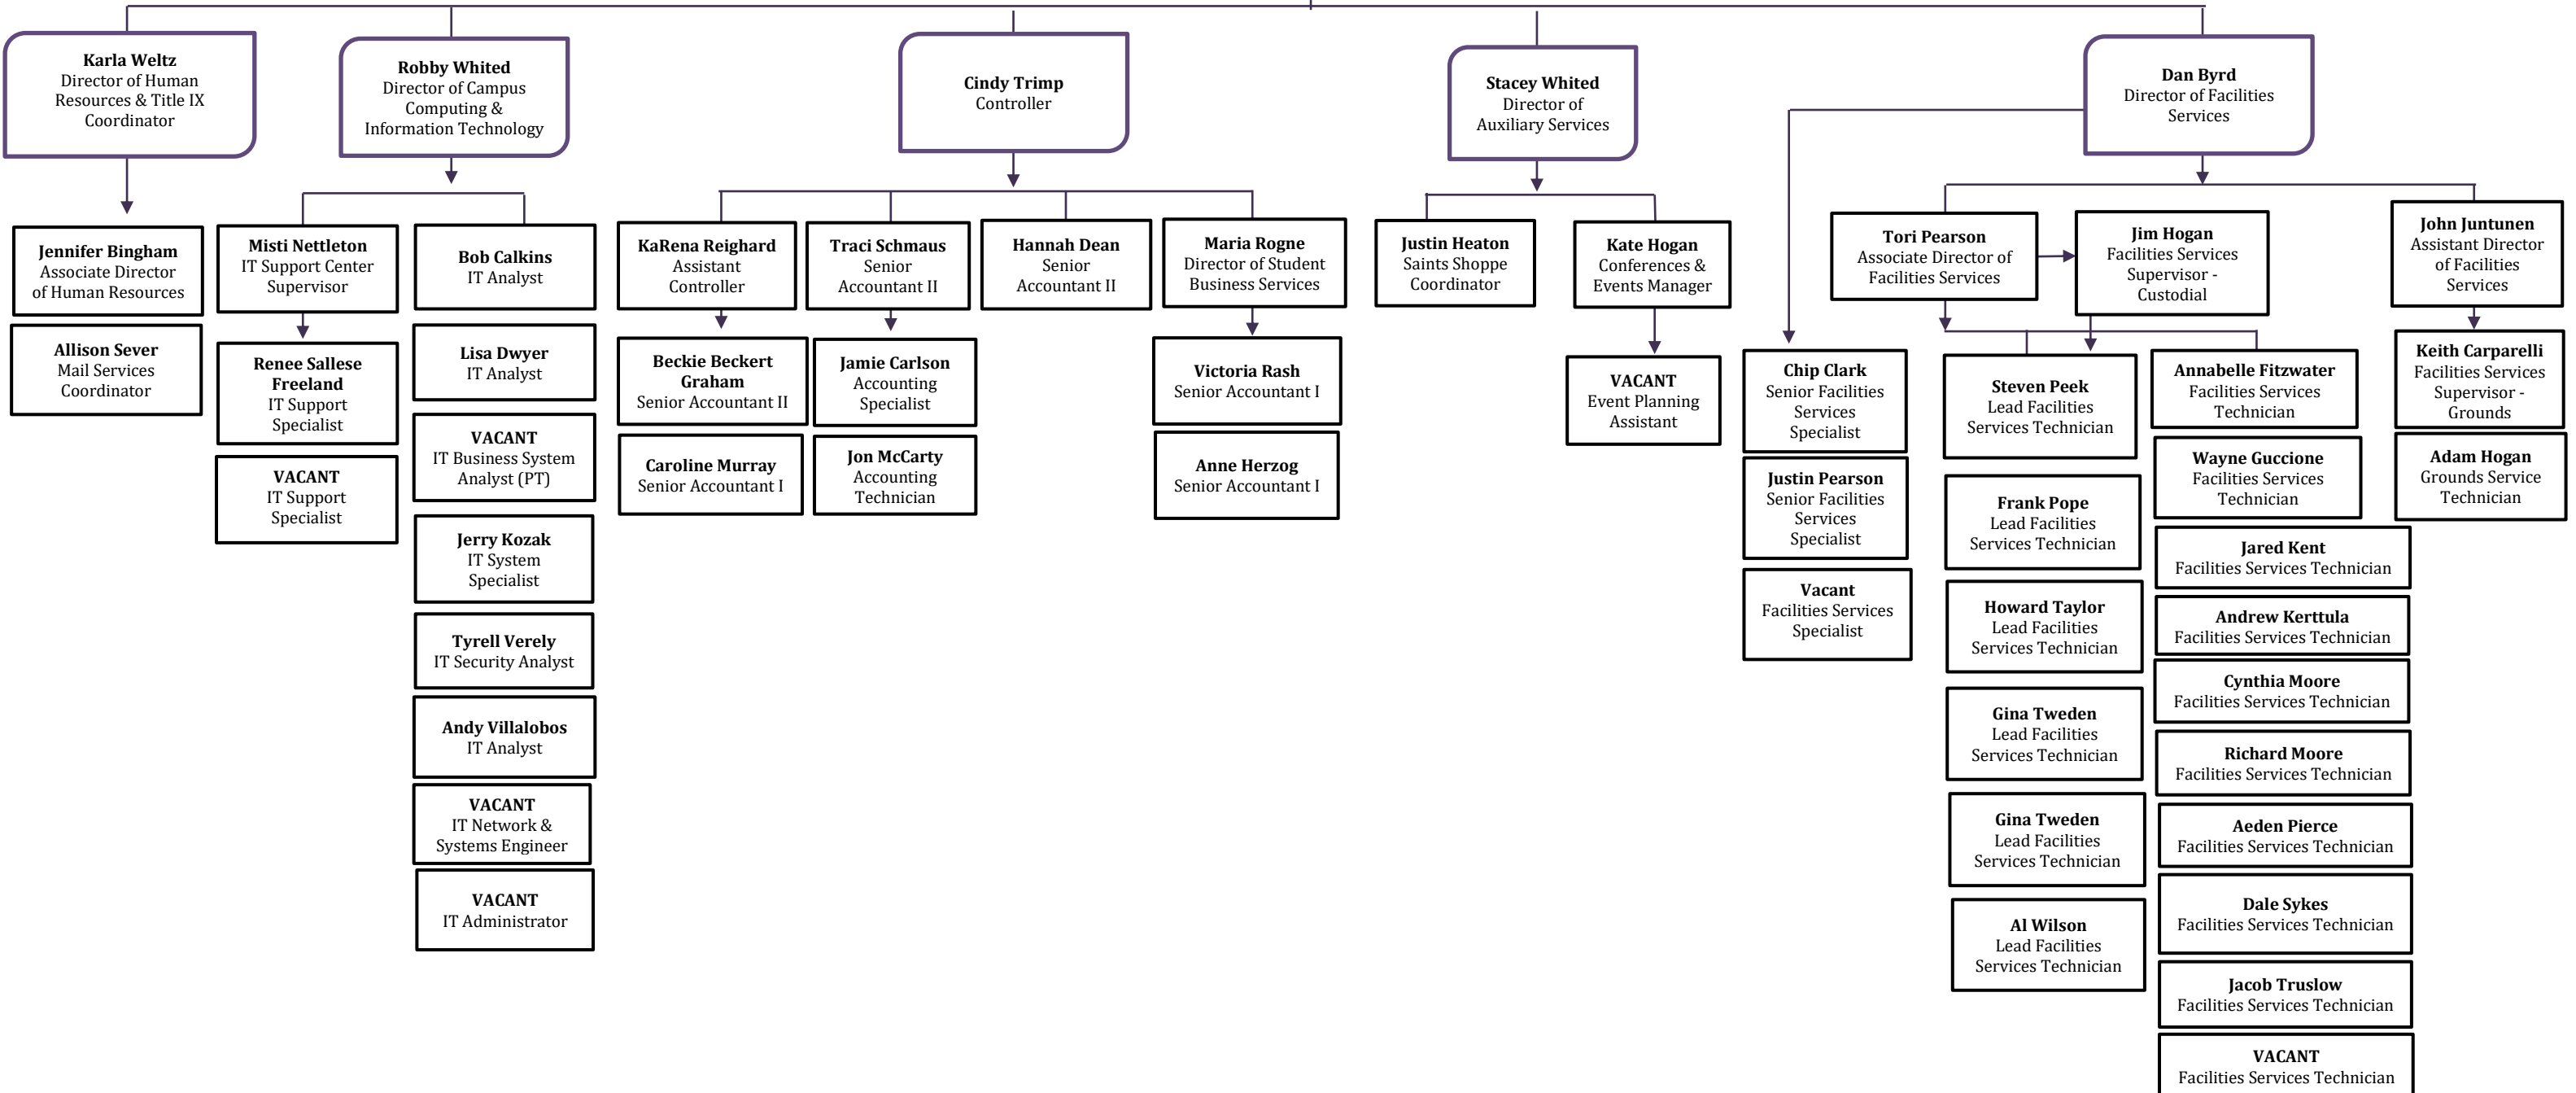 Karla Weltz
Director of Human
Resources & Title IX
Coordinator
Robby Whited
Director of Campus
Computing &
Information Technology
Cindy Trimp
Controller
Stacey Whited
Director of
Auxiliary Services
Dan Byrd
Director of Facilities
Services
Jennifer Bingham
Associate Director
of Human Resources
Allison Sever
Mail Services
Coordinator
Misti Nettleton
IT Support Center
Supervisor
Renee Sallese
Freeland
IT Support
Specialist
VACANT
IT Support
Specialist
Bob Calkins
IT Analyst
Lisa Dwyer
IT Analyst
VACANT
IT Business System
Analyst (PT)
Jerry Kozak
IT System
Specialist
Tyrell Verely
IT Security Analyst
Andy Villalobos
IT Analyst
VACANT
IT Network &
Systems Engineer
VACANT
IT Administrator
KaRena Reighard
Assistant
Controller
Beckie Beckert
Graham
Senior Accountant II
Caroline Murray
Senior Accountant I
Traci Schmaus
Senior
Accountant II
Jamie Carlson
Accounting
Specialist
Jon McCarty
Accounting
Technician
Hannah Dean
Senior
Accountant II
Maria Rogne
Director of Student
Business Services
Victoria Rash
Senior Accountant I
Anne Herzog
Senior Accountant I
Justin Heaton
Saints Shoppe
Coordinator
Kate Hogan
Conferences &
Events Manager
VACANT
Event Planning
Assistant
Chip Clark
Senior Facilities
Services
Specialist
Justin Pearson
Senior Facilities
Services
Specialist
Vacant
Facilities Services
Specialist
Tori Pearson
Associate Director of
Facilities Services
Jim Hogan
Facilities Services
Supervisor -
Custodial
Steven Peek
Lead Facilities
Services Technician
Frank Pope
Lead Facilities
Services Technician
Howard Taylor
Lead Facilities
Services Technician
Gina Tweden
Lead Facilities
Services Technician
Gina Tweden
Lead Facilities
Services Technician
Al Wilson
Lead Facilities
Services Technician
Annabelle Fitzwater
Facilities Services
Technician
Wayne Guccione
Facilities Services
Technician
Jared Kent
Facilities Services Technician
Andrew Kerttula
Facilities Services Technician
Cynthia Moore
Facilities Services Technician
Richard Moore
Facilities Services Technician
Aeden Pierce
Facilities Services Technician
Dale Sykes
Facilities Services Technician
Jacob Truslow
Facilities Services Technician
VACANT
Facilities Services Technician
John Juntunen
Assistant Director
of Facilities
Services
Keith Carparelli
Facilities Services
Supervisor -
Grounds
Adam Hogan
Grounds Service
Technician